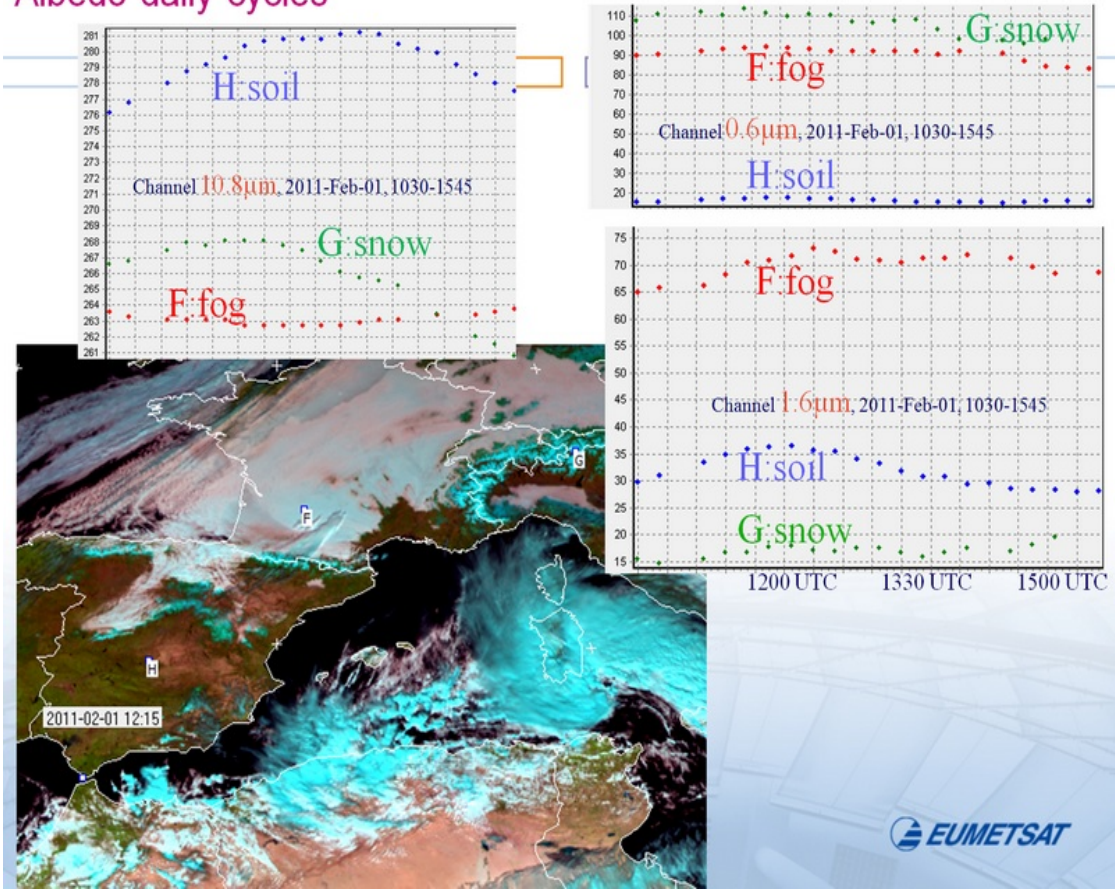 Albedo daily cycles
281
280
279
278
277
276
275
274
273
272
271
270
269
268
267
266
265
264
263
262
261
H:soil
Channel 10.8µm, 2011-Feb-01, 1030-1545
G:snow
F:fog
110
100
90
80
70
60
50
40
30
20
G:snow
F:fog
Channel 0.6µm, 2011-Feb-01, 1030-1545
H:soil
75
70
65
60
55
50
45
40
35
30
25
20
15
F:fog
Channel 1.6µm, 2011-Feb-01, 1030-1545
H:soil
G:snow
1200 UTC 1330 UTC 1500 UTC
G
F
H
2011-02-01 12:15
EUMETSAT